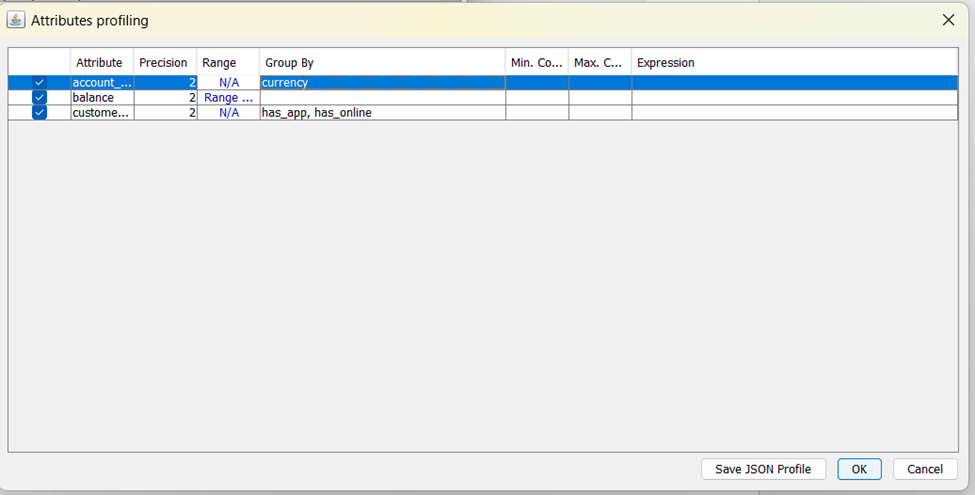 Attributes profiling
Attribute Precision Range Group By Min. Co... Max. C... Expression
account_... 2 N/A currency
balance 2 Range ...
custome... 2 N/A has_app, has_online
Save JSON Profile OK Cancel